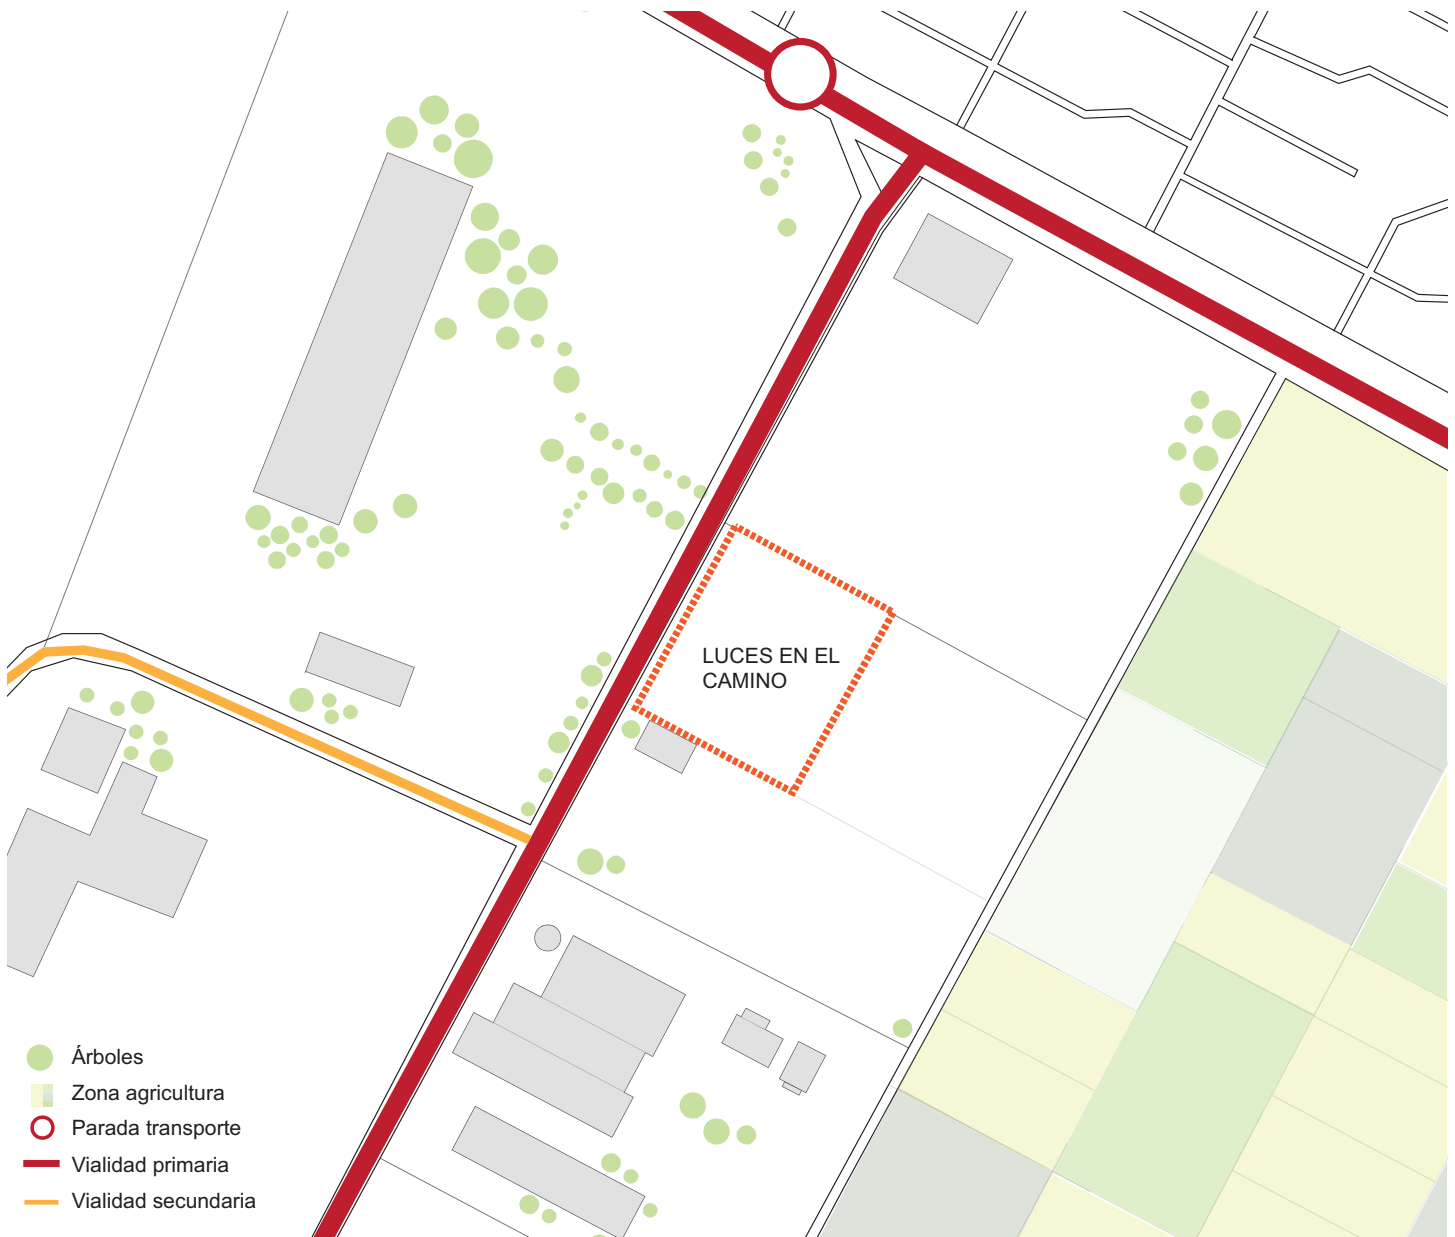 LUCES EN EL
CAMINO
Árboles
Zona agricultura
Parada transporte
Vialidad primaria
Vialidad secundaria